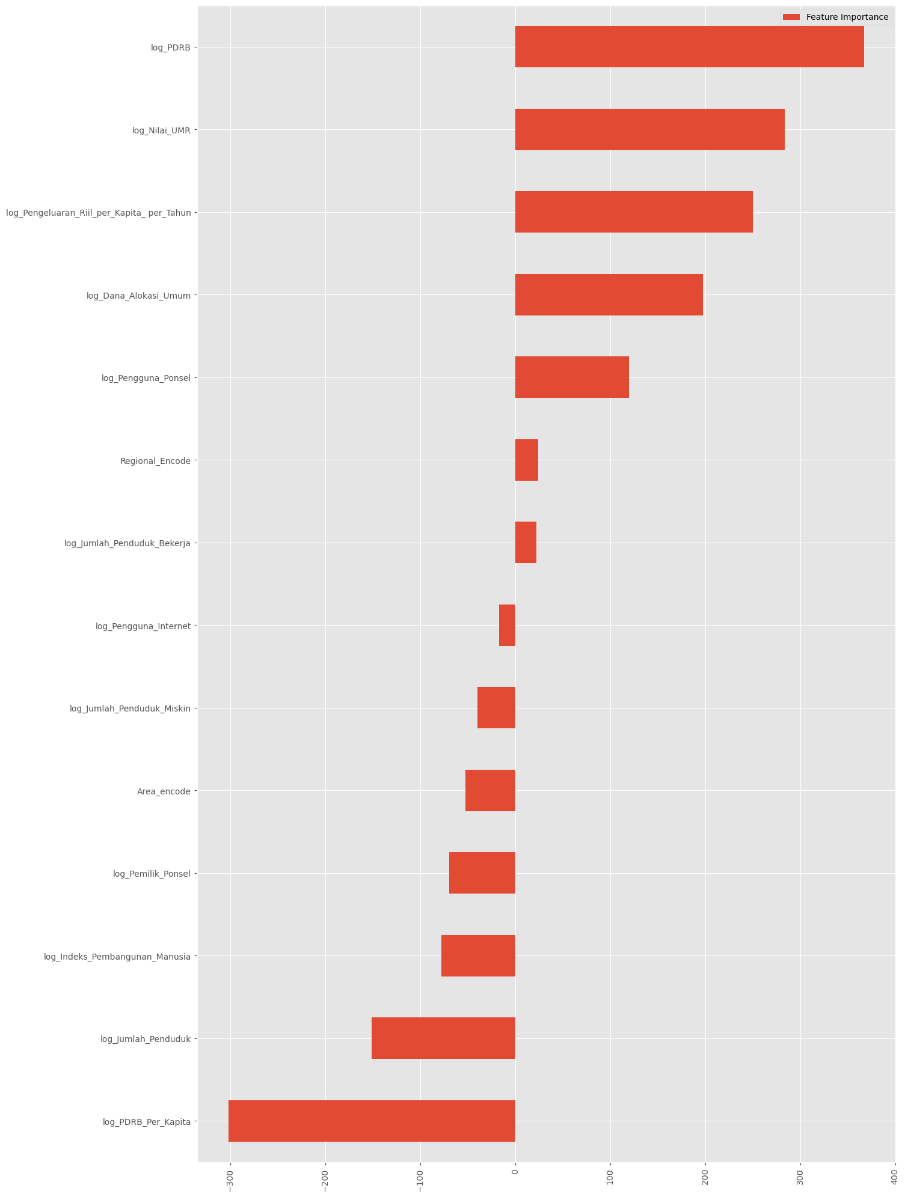 Feature Importance
log_PDRB
log_Nilai_UMR
log_Pengeluaran_Riil_per_Kapita_ per_Tahun
log_Dana_Alokasi_Umum
log_Pengguna_Ponsel
Regional_Encode
log_Jumlah_Penduduk_Bekerja
log_Pengguna_Internet
log_Jumlah_Penduduk_Miskin
Area_encode
log_Pemilik_Ponsel
log_Indeks_Pembangunan_Manusia
log_Jumlah_Penduduk
log_PDRB_Per_Kapita
−300 −200 −100 0 100 200 300 400